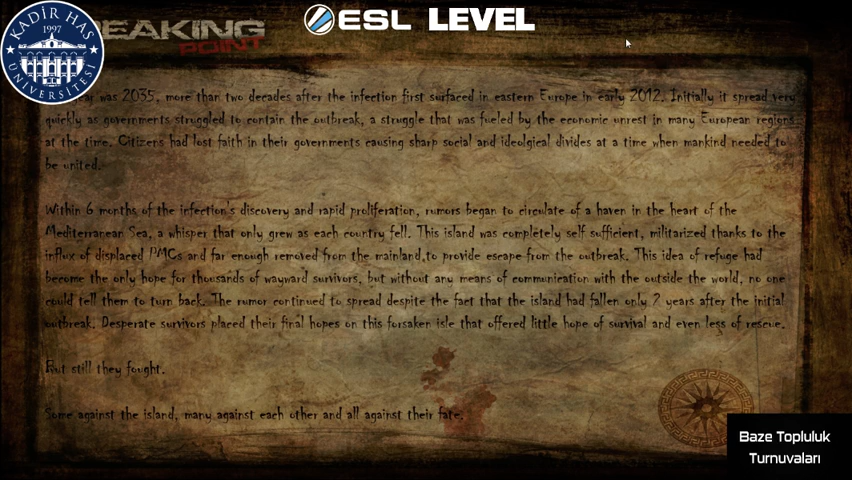 KADİR HAS
1997
ÜNİVERSİTESİ
EAKING
POINT
ESL LEVEL
year was 2035, more than two decades after the infection first surfaced in eastern Europe in early 2012. Initially it spread very
quickly as governments struggled to contain the outbreak, a struggle that was fueled by the economic unrest in many European regions
at the time. Citizens had lost faith in their governments causing sharp social and ideolgical divides at a time when mankind needed to
be united.
Within 6 months of the infection's discovery and rapid proliferation, rumors began to circulate of a haven in the heart of the
Mediterranean Sea, a whisper that only grew as each country fell. This island was completely self sufficient, militarized thanks to the
influx of displaced PMCs and far enough removed from the mainland,to provide escape from the outbreak. This idea of refuge had
become the only hope for thousands of wayward survivors, but without any means of communication with the outside the world, no one
could tell them to turn back. The rumor continued to spread despite the fact that the island had fallen only 2 years after the initial
outbreak. Desperate survivors placed their final hopes on this forsaken isle that offered little hope of survival and even less of rescue.
But still they fought.
Some against the island, many against each other and all against their fate.
Baze Topluluk
Turnuvaları